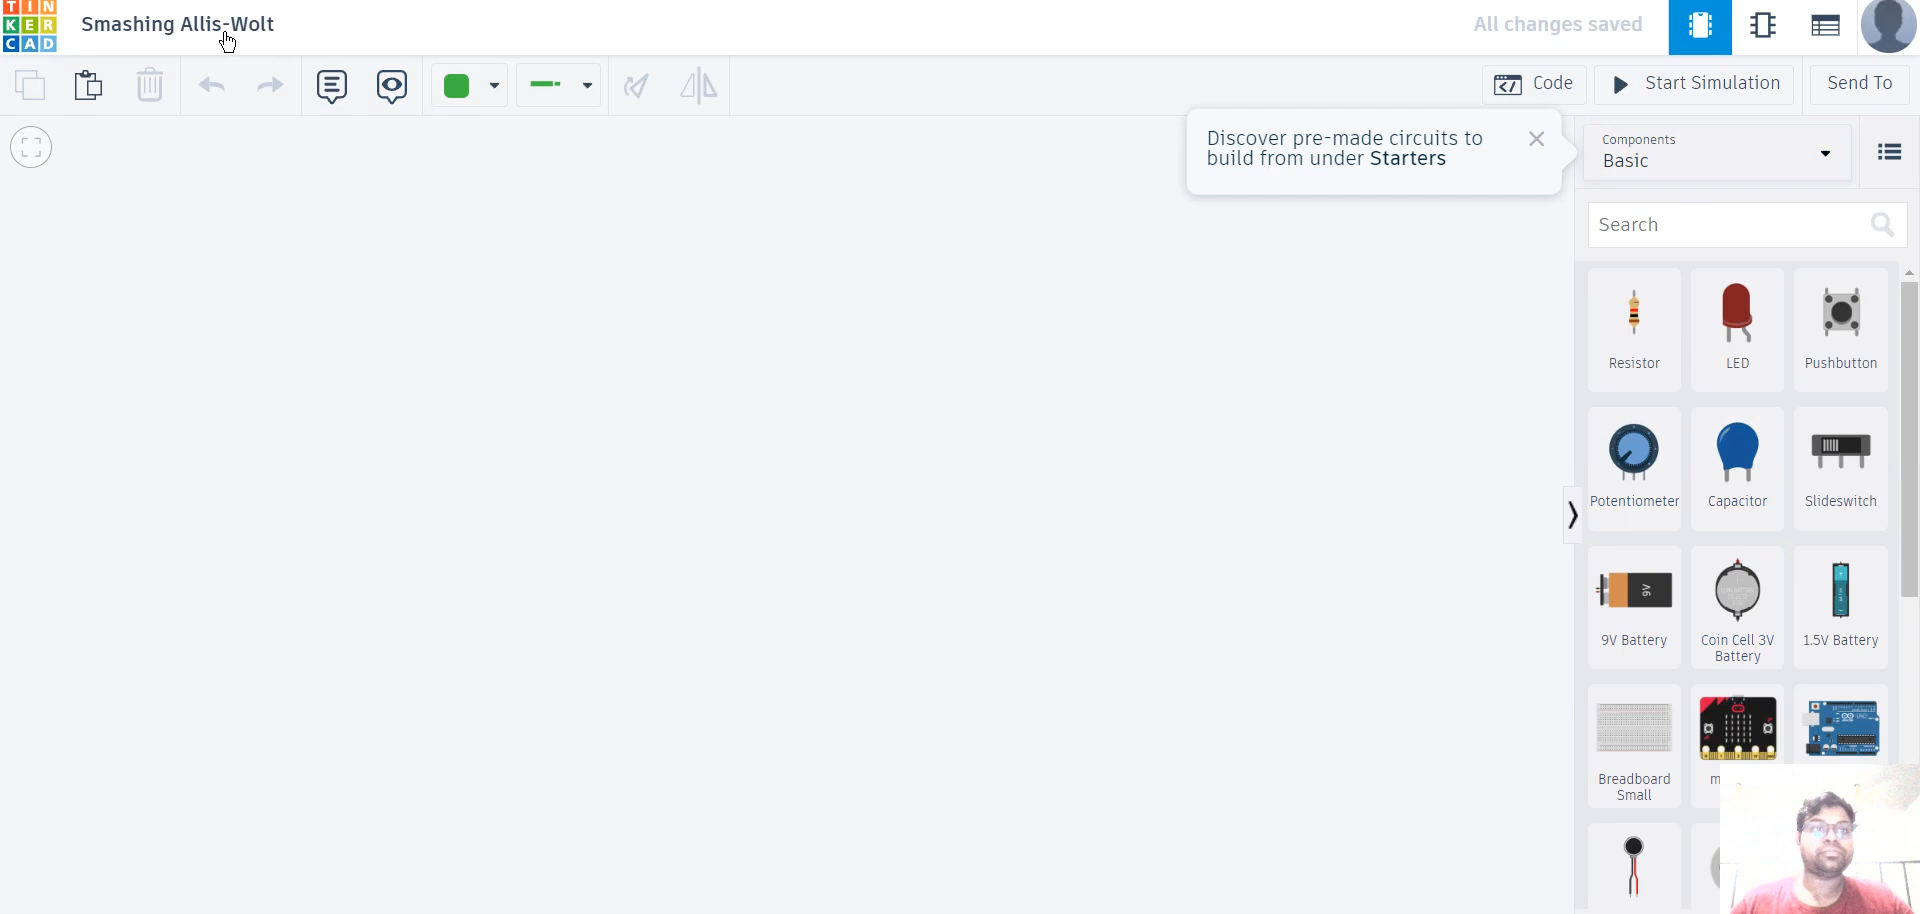 TIN
KER
CAD
Smashing Allis-Wolt
All changes saved
Code
Start Simulation
Send To
Discover pre-made circuits to
build from under Starters
Components
Basic
Search
Resistor
LED
Pushbutton
Potentiometer
Capacitor
Slideswitch
9V
9V Battery
Coin Cell 3V
Battery
1.5V Battery
Breadboard
Small
m